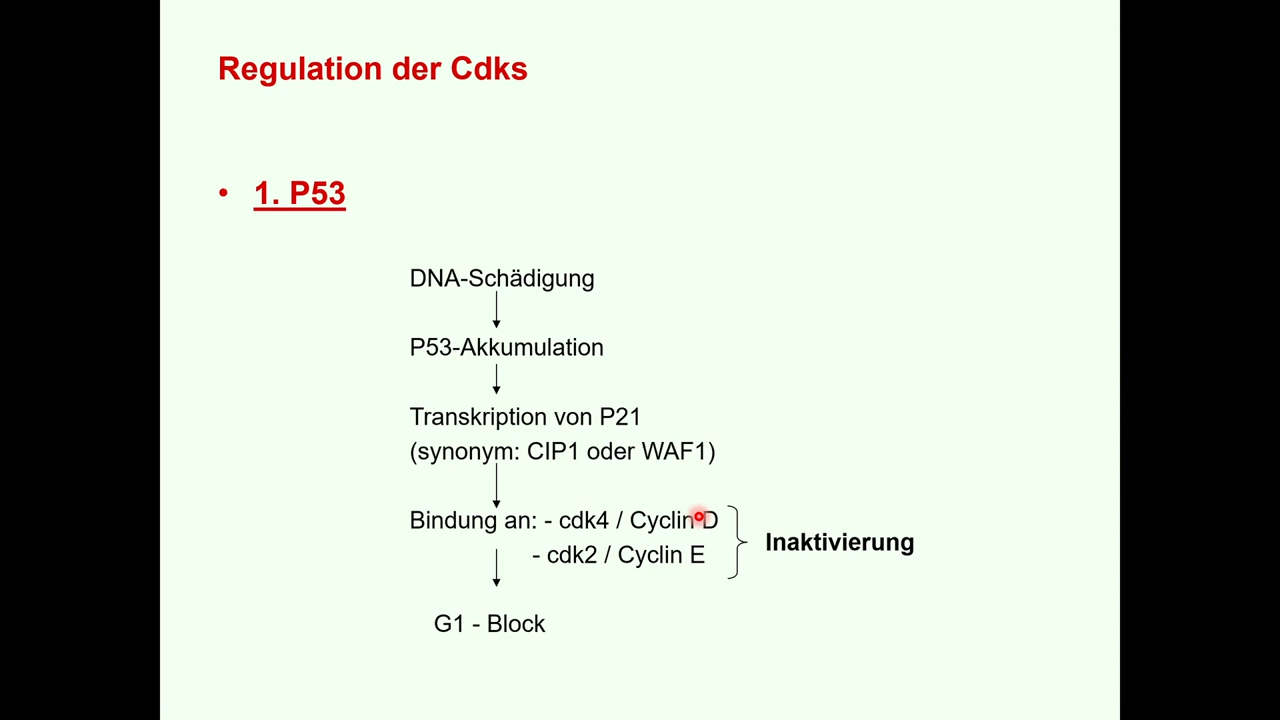 Regulation der Cdks
• 1. P53
DNA-Schädigung
P53-Akkumulation
Transkription von P21
(synonym: CIP1 oder WAF1)
Bindung an: - cdk4 / Cyclin D
- cdk2 / Cyclin E
Inaktivierung
G1 - Block